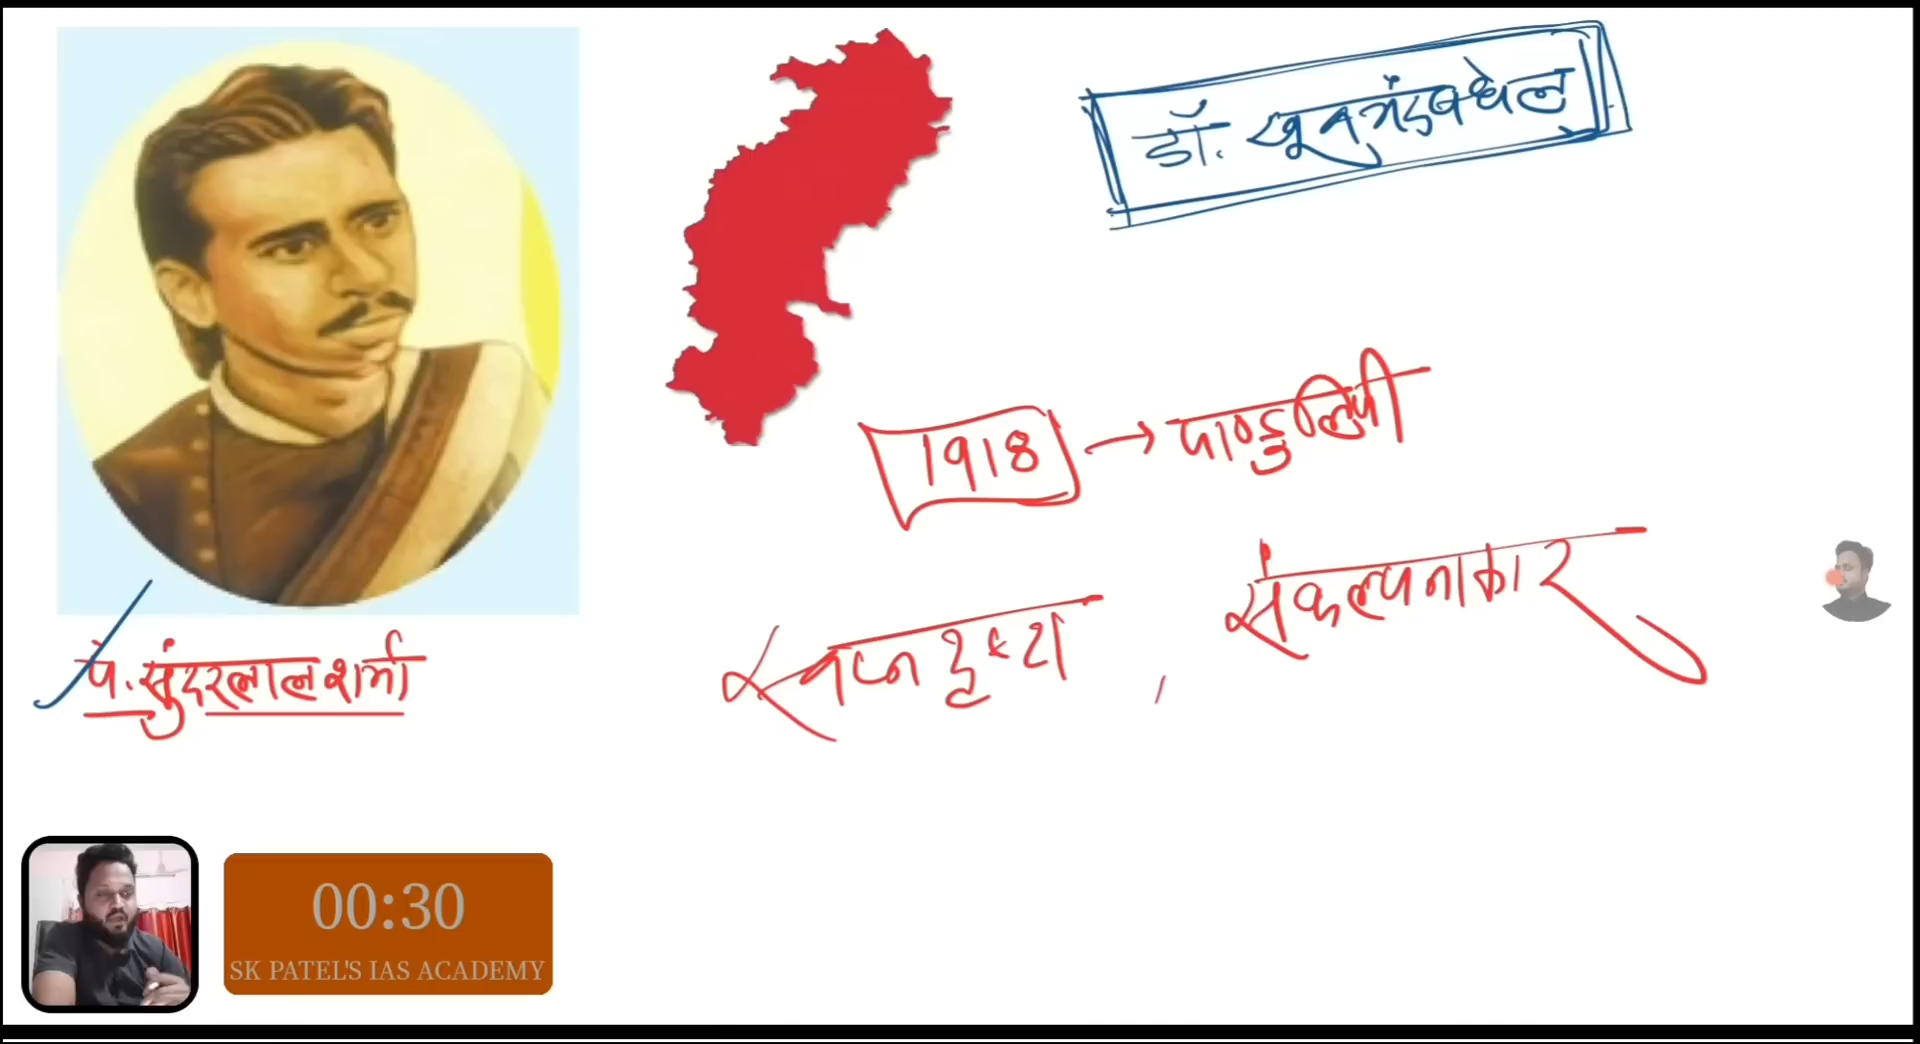 डॉ. खूबचंद बघेल
1918 → पाण्डुलिपी
स्वप्नदृष्टा , संकल्पनाकार
पं. सुंदरलाल शर्मा
00:30
SK PATEL'S IAS ACADEMY